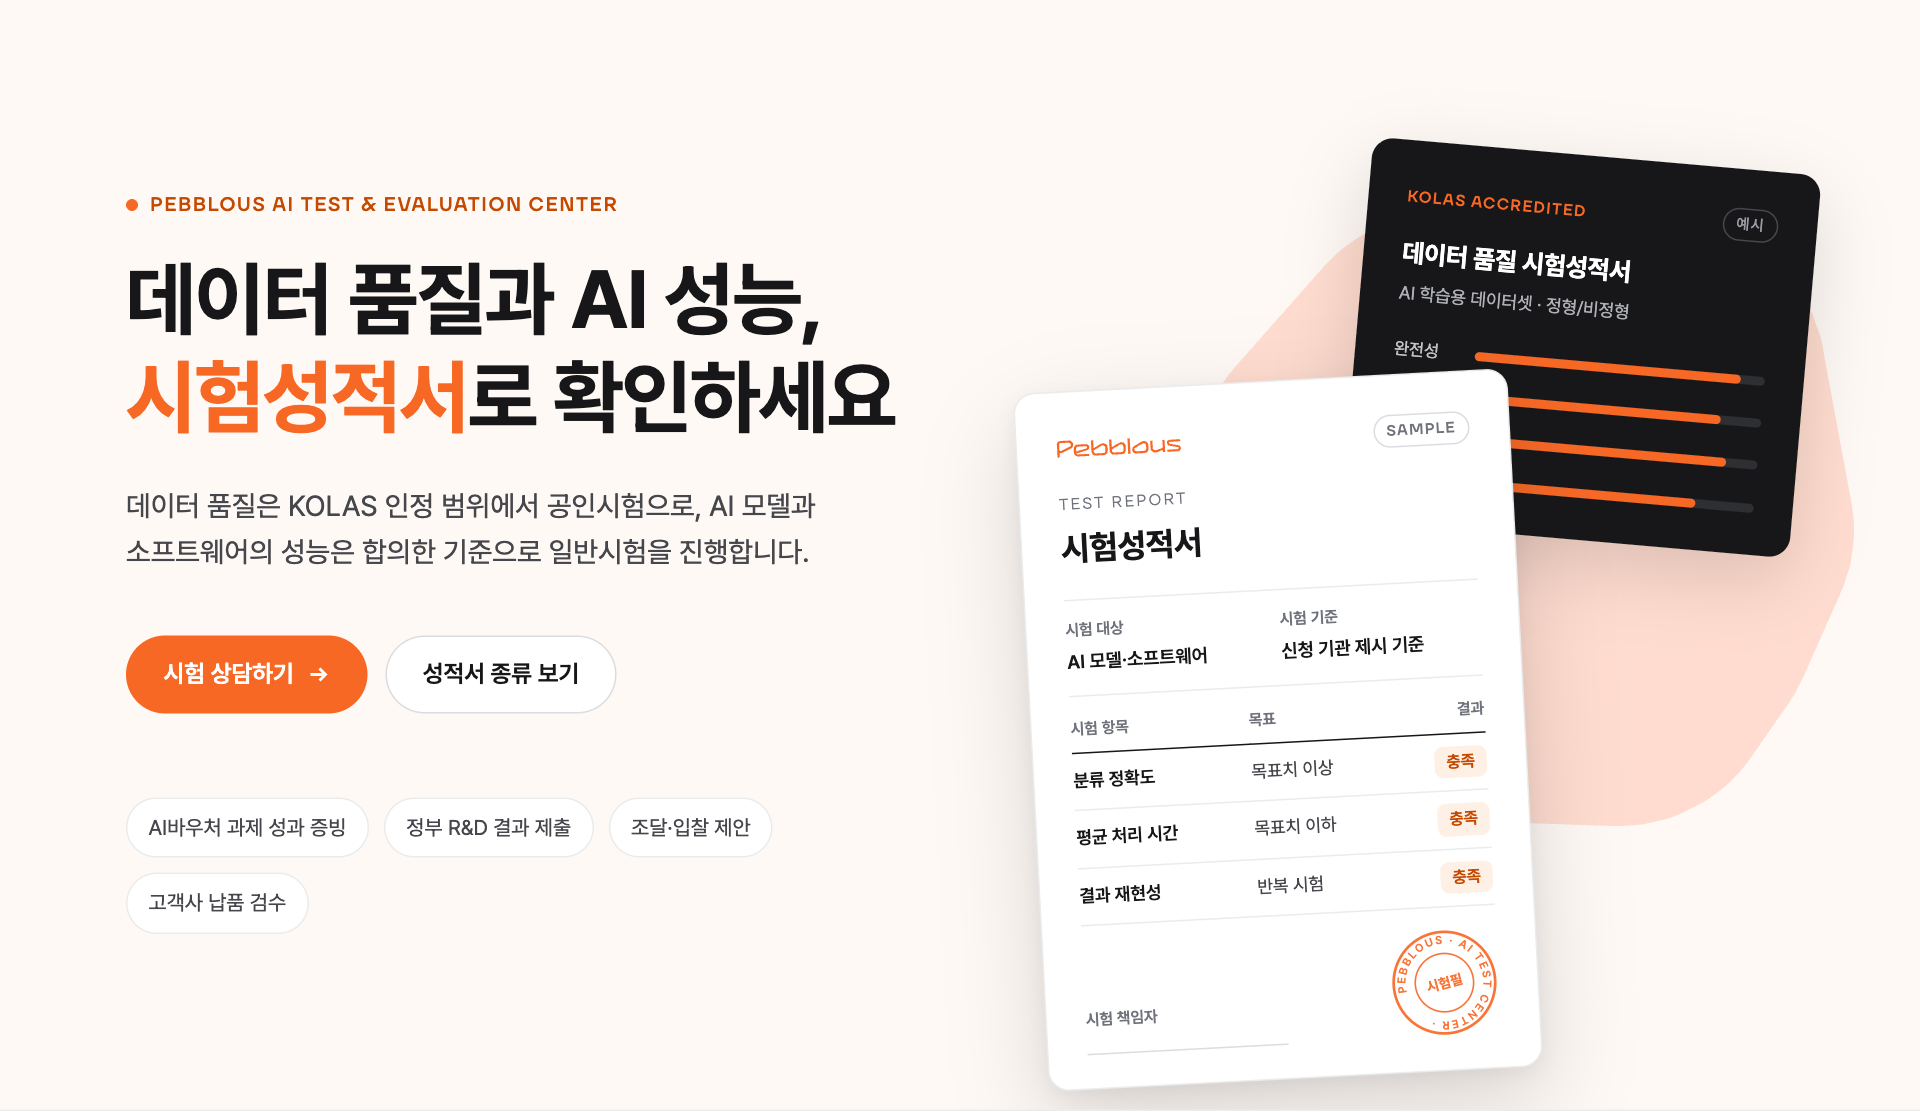 PEBBLOUS AI TEST & EVALUATION CENTER
데이터 품질과 AI 성능,
시험성적서로 확인하세요
데이터 품질은 KOLAS 인정 범위에서 공인시험으로, AI 모델과
소프트웨어의 성능은 합의한 기준으로 일반시험을 진행합니다.
시험 상담하기 →
성적서 종류 보기
AI바우처 과제 성과 증빙
정부 R&D 결과 제출
조달·입찰 제안
고객사 납품 검수
KOLAS ACCREDITED
예시
데이터 품질 시험성적서
AI 학습용 데이터셋 · 정형/비정형
완전성
Pebblous
SAMPLE
TEST REPORT
시험성적서
시험 대상
AI 모델·소프트웨어
시험 기준
신청 기관 제시 기준
시험 항목 목표 결과
분류 정확도 목표치 이상 충족
평균 처리 시간 목표치 이하 충족
결과 재현성 반복 시험 충족
시험 책임자
PEBBLOUS · AI TEST CENTER ·
시험필